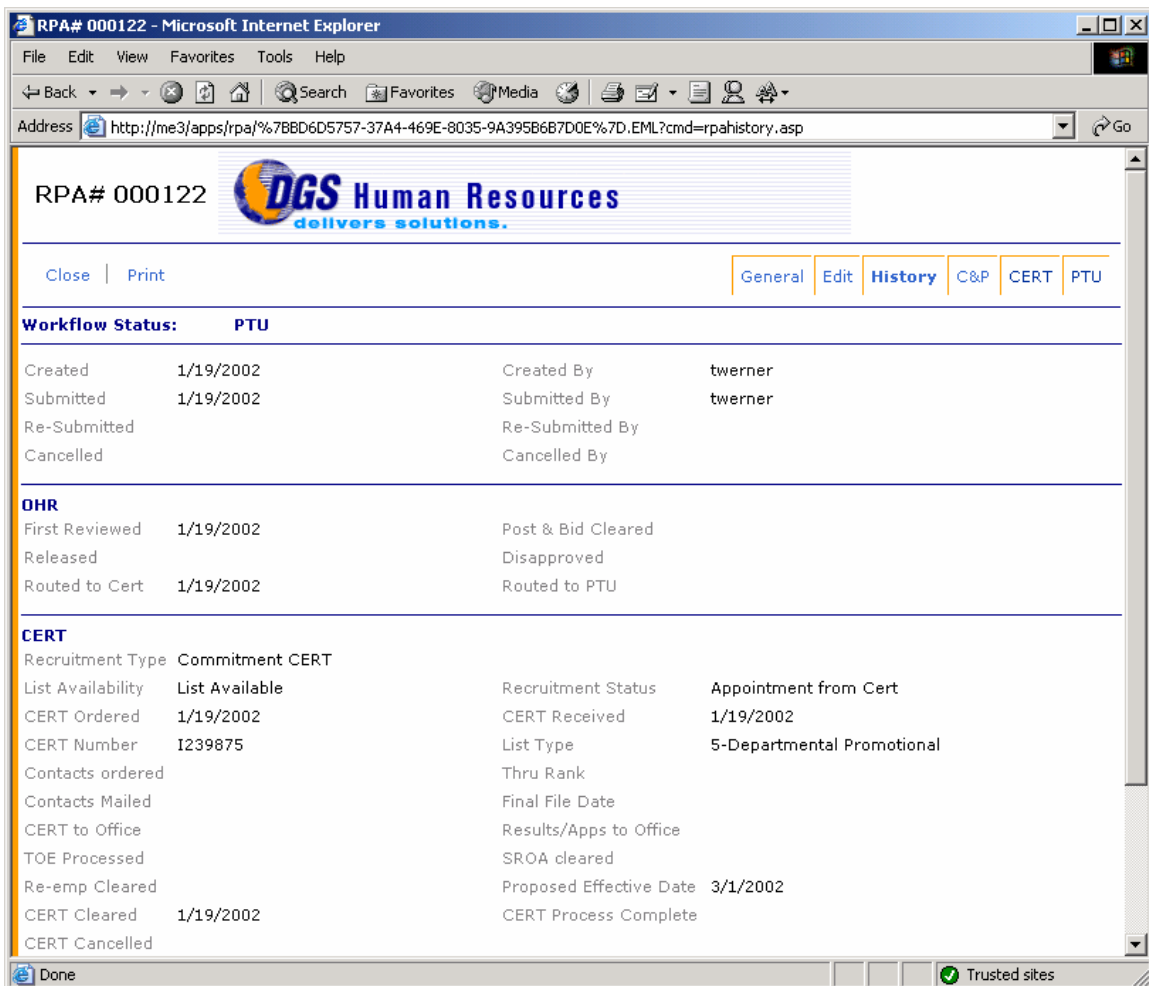 RPA# 000122 - Microsoft Internet Explorer
File Edit View Favorites Tools Help
Back Search Favorites Media
Address http://me3/apps/rpa/%7BBD6D5757-37A4-469E-8035-9A395B6B7D0E%7D.EML?cmd=rpahistory.asp Go
RPA# 000122 DGS Human Resources
delivers solutions.
Close | Print General Edit History C&P CERT PTU
Workflow Status: PTU
Created 1/19/2002 Created By twerner
Submitted 1/19/2002 Submitted By twerner
Re-Submitted Re-Submitted By
Cancelled Cancelled By
OHR
First Reviewed 1/19/2002 Post & Bid Cleared
Released Disapproved
Routed to Cert 1/19/2002 Routed to PTU
CERT
Recruitment Type Commitment CERT
List Availability List Available Recruitment Status Appointment from Cert
CERT Ordered 1/19/2002 CERT Received 1/19/2002
CERT Number I239875 List Type 5-Departmental Promotional
Contacts ordered Thru Rank
Contacts Mailed Final File Date
CERT to Office Results/Apps to Office
TOE Processed SROA cleared
Re-emp Cleared Proposed Effective Date 3/1/2002
CERT Cleared 1/19/2002 CERT Process Complete
CERT Cancelled
Done Trusted sites